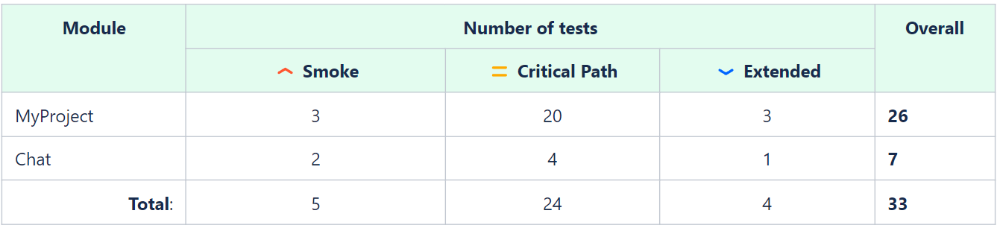 Module Number of tests Overall
Smoke Critical Path Extended
MyProject 3 20 3 26
Chat 2 4 1 7
Total: 5 24 4 33